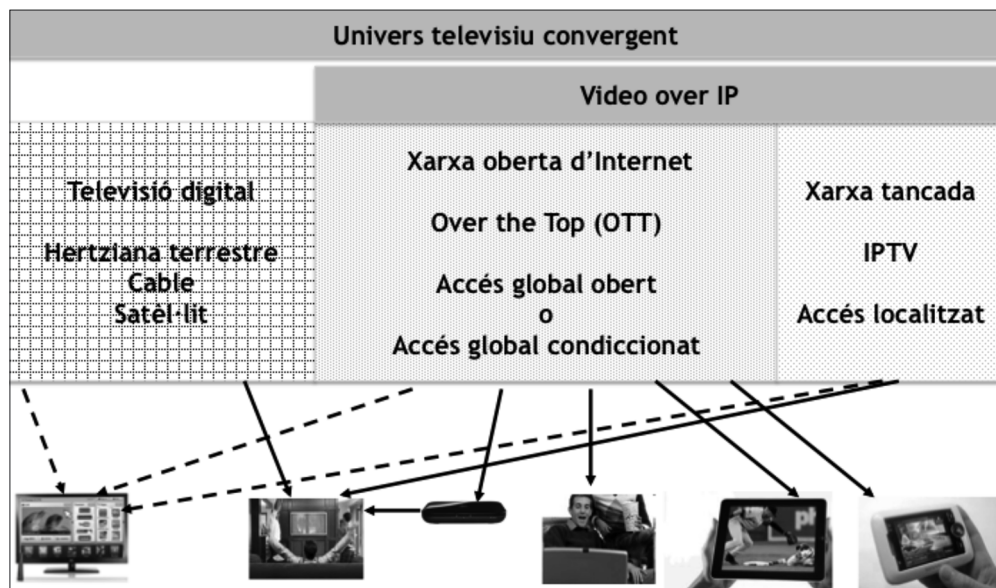 Univers televisiu convergent
Video over IP
Televisió digital
Hertziana terrestre
Cable
Satèl·lit
Xarxa oberta d'Internet
Over the Top (OTT)
Accés global obert
o
Accés global condiccionat
Xarxa tancada
IPTV
Accés localitzat